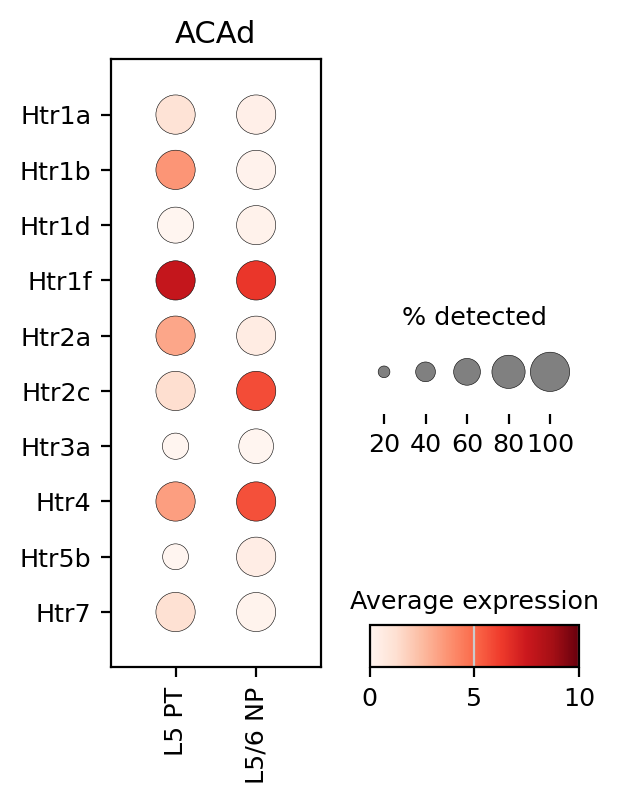 ACAd
Htr1a
Htr1b
Htr1d
Htr1f
Htr2a
Htr2c
Htr3a
Htr4
Htr5b
Htr7
L5 PT
L5/6 NP
% detected
20 40 60 80 100
Average expression
0 5 10